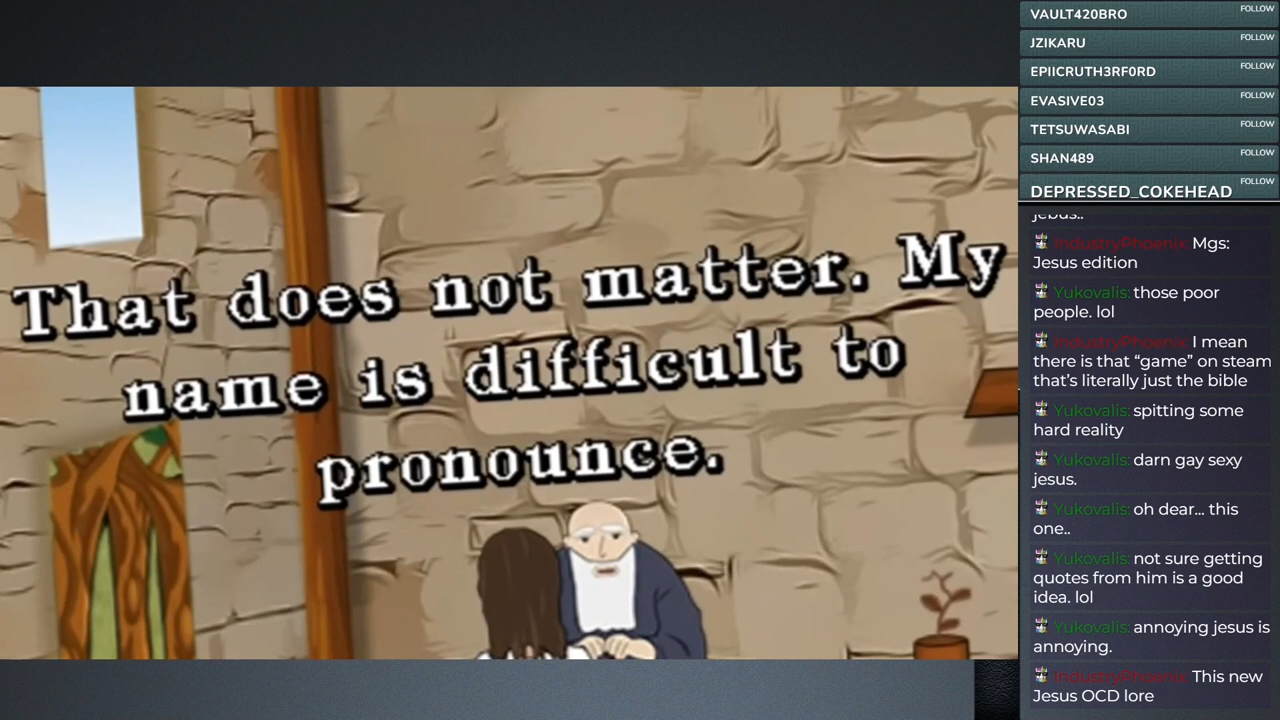 That does not matter. My
name is difficult to
pronounce.
VAULT420BRO
FOLLOW
JZIKARU
FOLLOW
EPIICRUTH3RF0RD
FOLLOW
EVASIVE03
FOLLOW
TETSUWASABI
FOLLOW
SHAN489
FOLLOW
DEPRESSED_COKEHEAD
FOLLOW
jebus..
IndustryPhoenix: Mgs:
Jesus edition
Yukovalis: those poor
people. lol
IndustryPhoenix: I mean
there is that “game” on steam
that's literally just the bible
Yukovalis: spitting some
hard reality
Yukovalis: darn gay sexy
jesus.
Yukovalis: oh dear... this
one..
Yukovalis: not sure getting
quotes from him is a good
idea. lol
Yukovalis: annoying jesus is
annoying.
IndustryPhoenix: This new
Jesus OCD lore